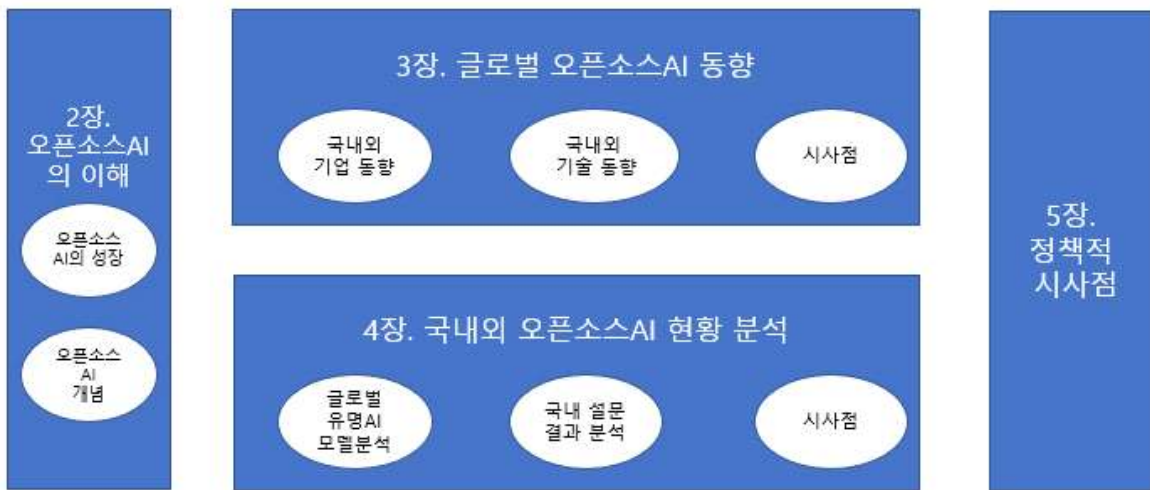 2장.
오픈소스AI
의 이해
오픈소스
AI의 성장
오픈소스
AI
개념
3장. 글로벌 오픈소스AI 동향
국내외
기업 동향
국내외
기술 동향
시사점
4장. 국내외 오픈소스AI 현황 분석
글로벌
유명AI
모델분석
국내 설문
결과 분석
시사점
5장.
정책적
시사점